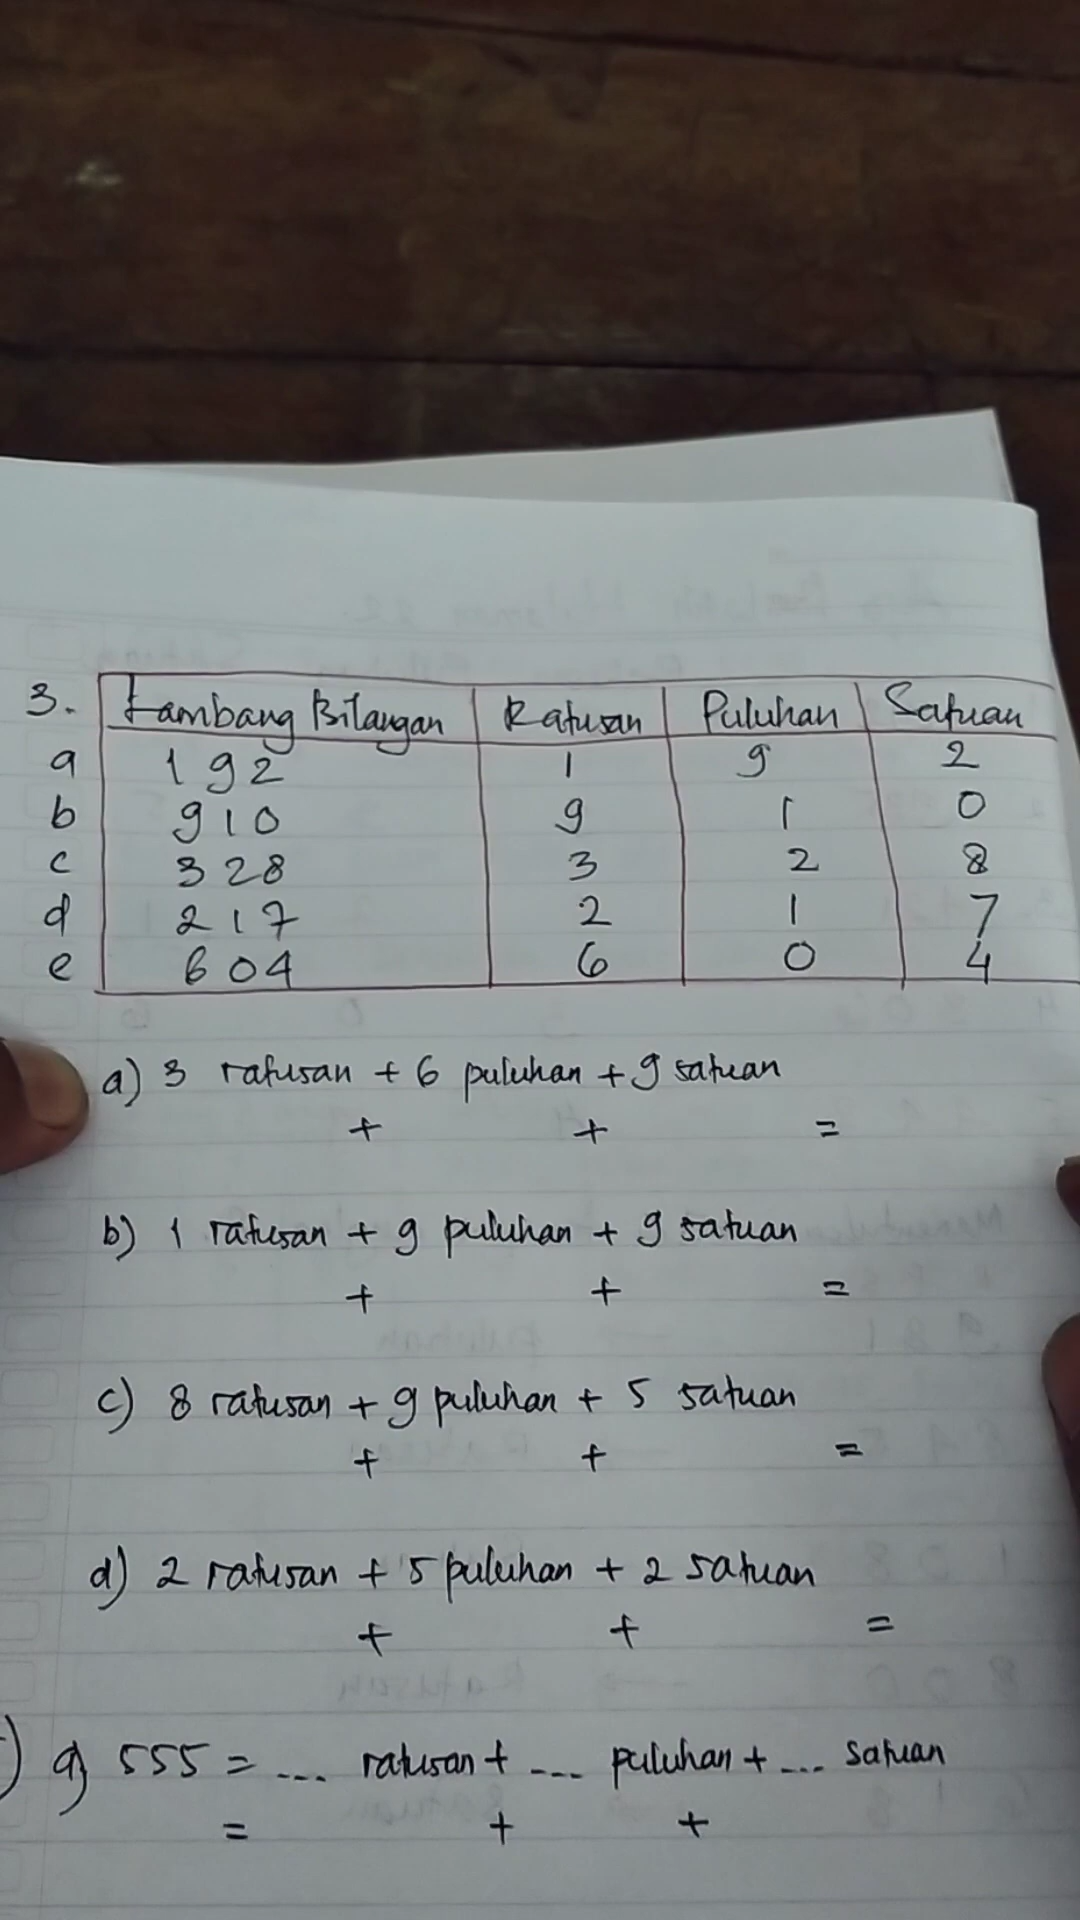 3. Lambang Bilangan Ratusan Puluhan Satuan
a 192 1 9 2
b 910 9 1 0
c 328 3 2 8
d 217 2 1 7
e 604 6 0 4
a) 3 ratusan + 6 puluhan + 9 satuan
+ + =
b) 1 ratusan + 9 puluhan + 9 satuan
+ + =
c) 8 ratusan + 9 puluhan + 5 satuan
+ + =
d) 2 ratusan + 5 puluhan + 2 satuan
+ + =
) a) 555 = ... ratusan + ... puluhan + ... satuan
= + +